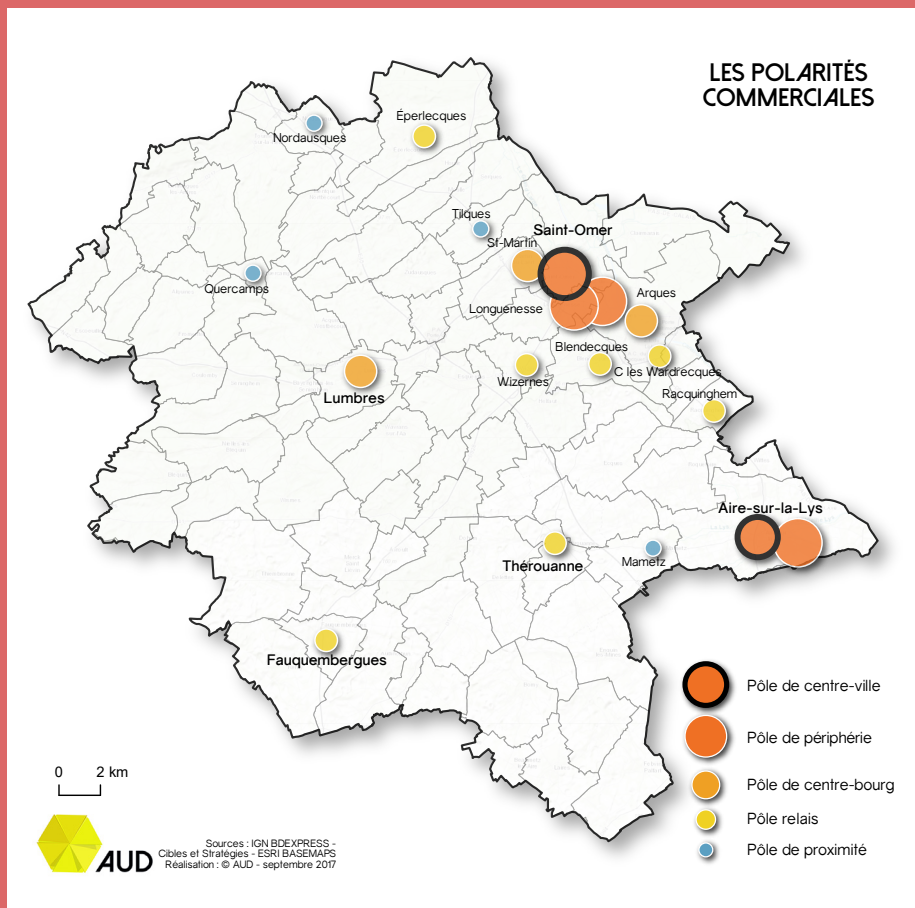 LES POLARITÉS
COMMERCIALES
Éperlecques
Nordausques
Tilques
Saint-Omer
St-Martin
Quercamps
Longuenesse
Arques
Blendecques
C les Wardrecques
Wizernes
Lumbres
Racquinghem
Aire-sur-la-Lys
Thérouanne
Mametz
Fauquembergues
Pôle de centre-ville
Pôle de périphérie
Pôle de centre-bourg
Pôle relais
Pôle de proximité
0 2 km
AUD
Sources : IGN BDEXPRESS -
Cibles et Stratégies - ESRI BASEMAPS
Réalisation : © AUD - septembre 2017